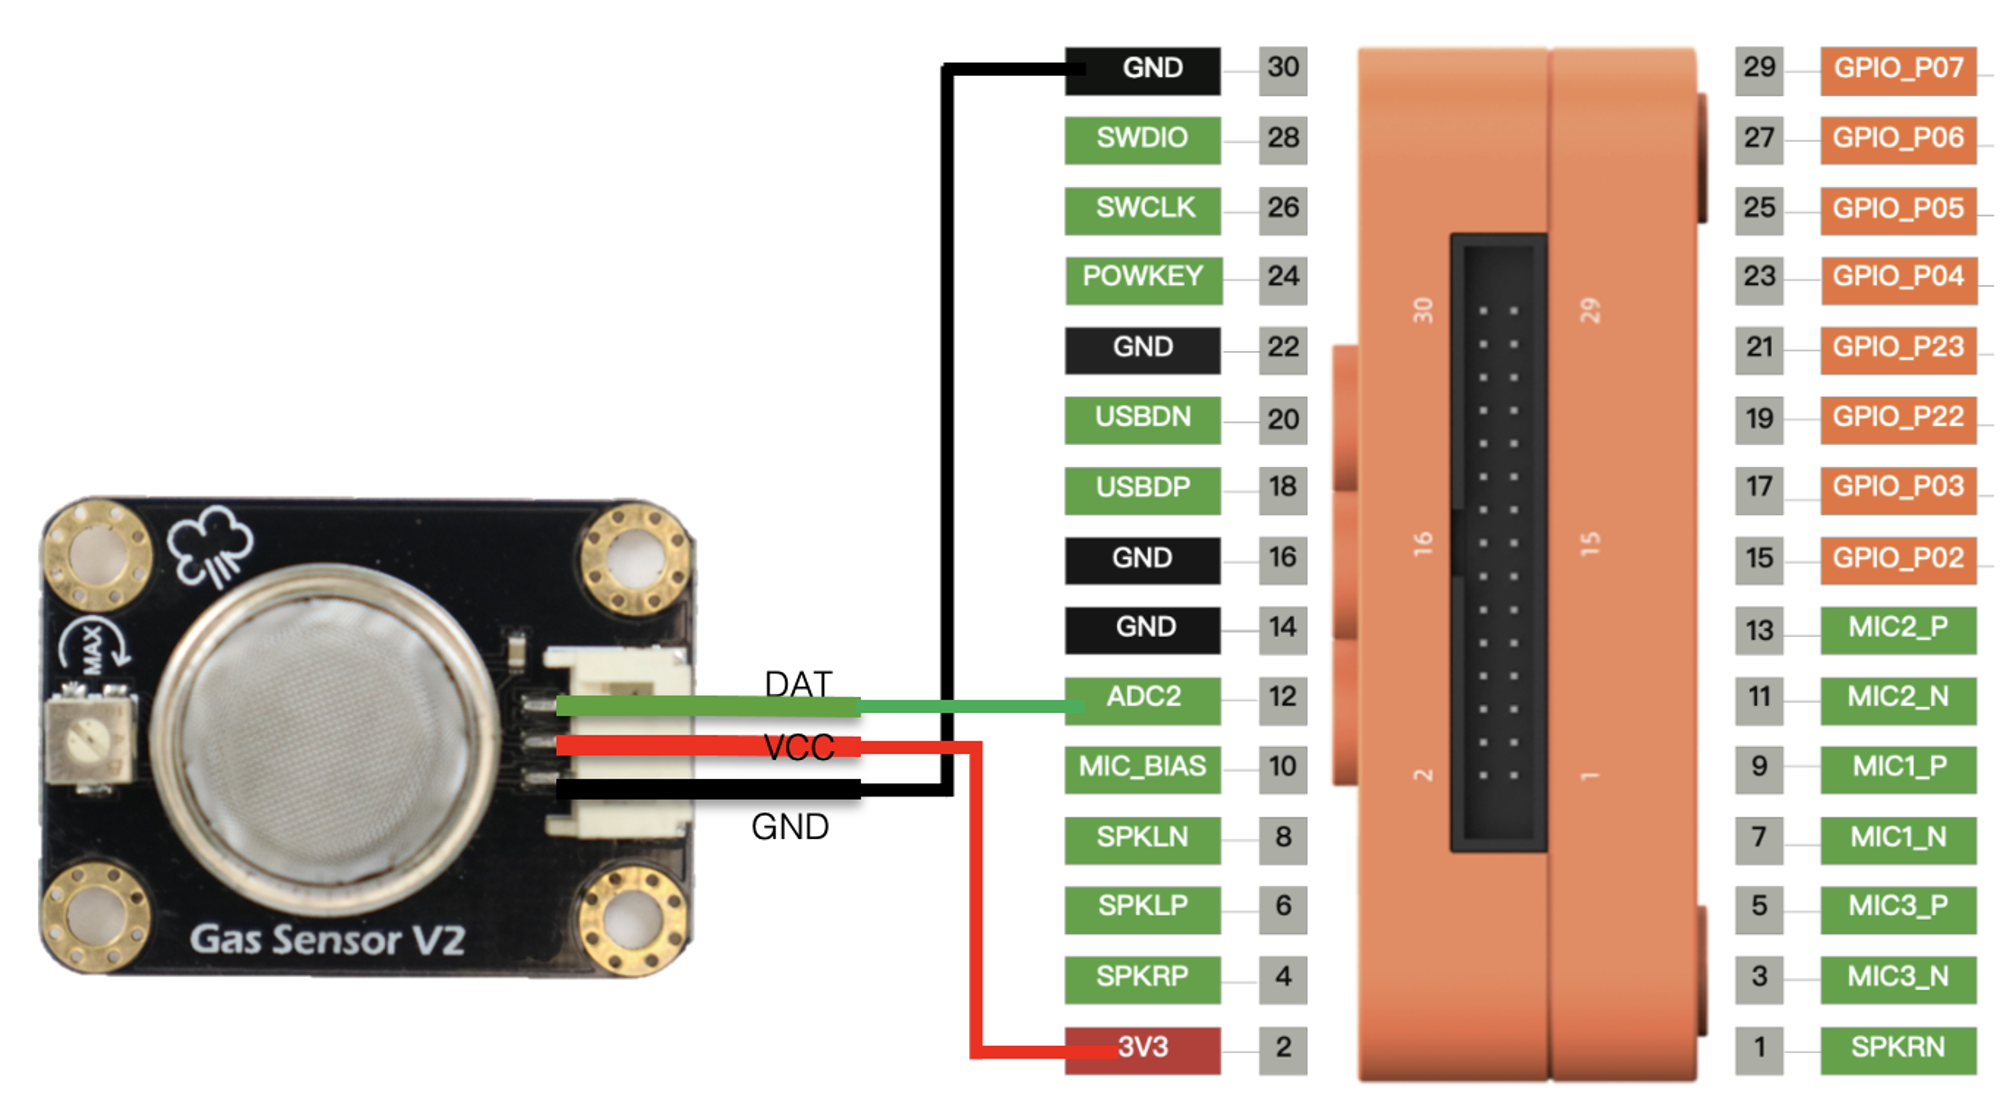 GND 30 29 GPIO_P07
SWDIO 28 27 GPIO_P06
SWCLK 26 25 GPIO_P05
POWKEY 24 23 GPIO_P04
30 29
GND 22 21 GPIO_P23
USBDN 20 19 GPIO_P22
USBDP 18 17 GPIO_P03
16 15
GND 16 15 GPIO_P02
GND 14 13 MIC2_P
MAX
DAT
ADC2 12 11 MIC2_N
VCC
MIC_BIAS 10 9 MIC1_P
2 1
GND
SPKLN 8 7 MIC1_N
SPKLP 6 5 MIC3_P
Gas Sensor V2
SPKRP 4 3 MIC3_N
3V3 2 1 SPKRN